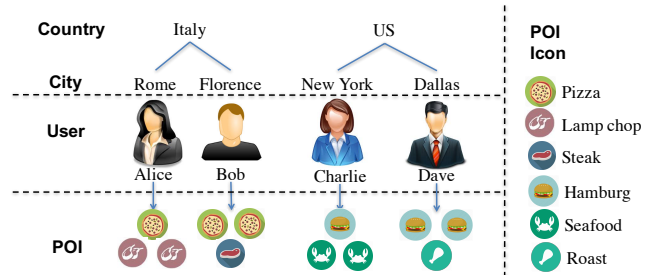 Country Italy US
City Rome Florence New York Dallas
User
Alice Bob Charlie Dave
POI
POI
Icon
Pizza
Lamp chop
Steak
Hamburg
Seafood
Roast